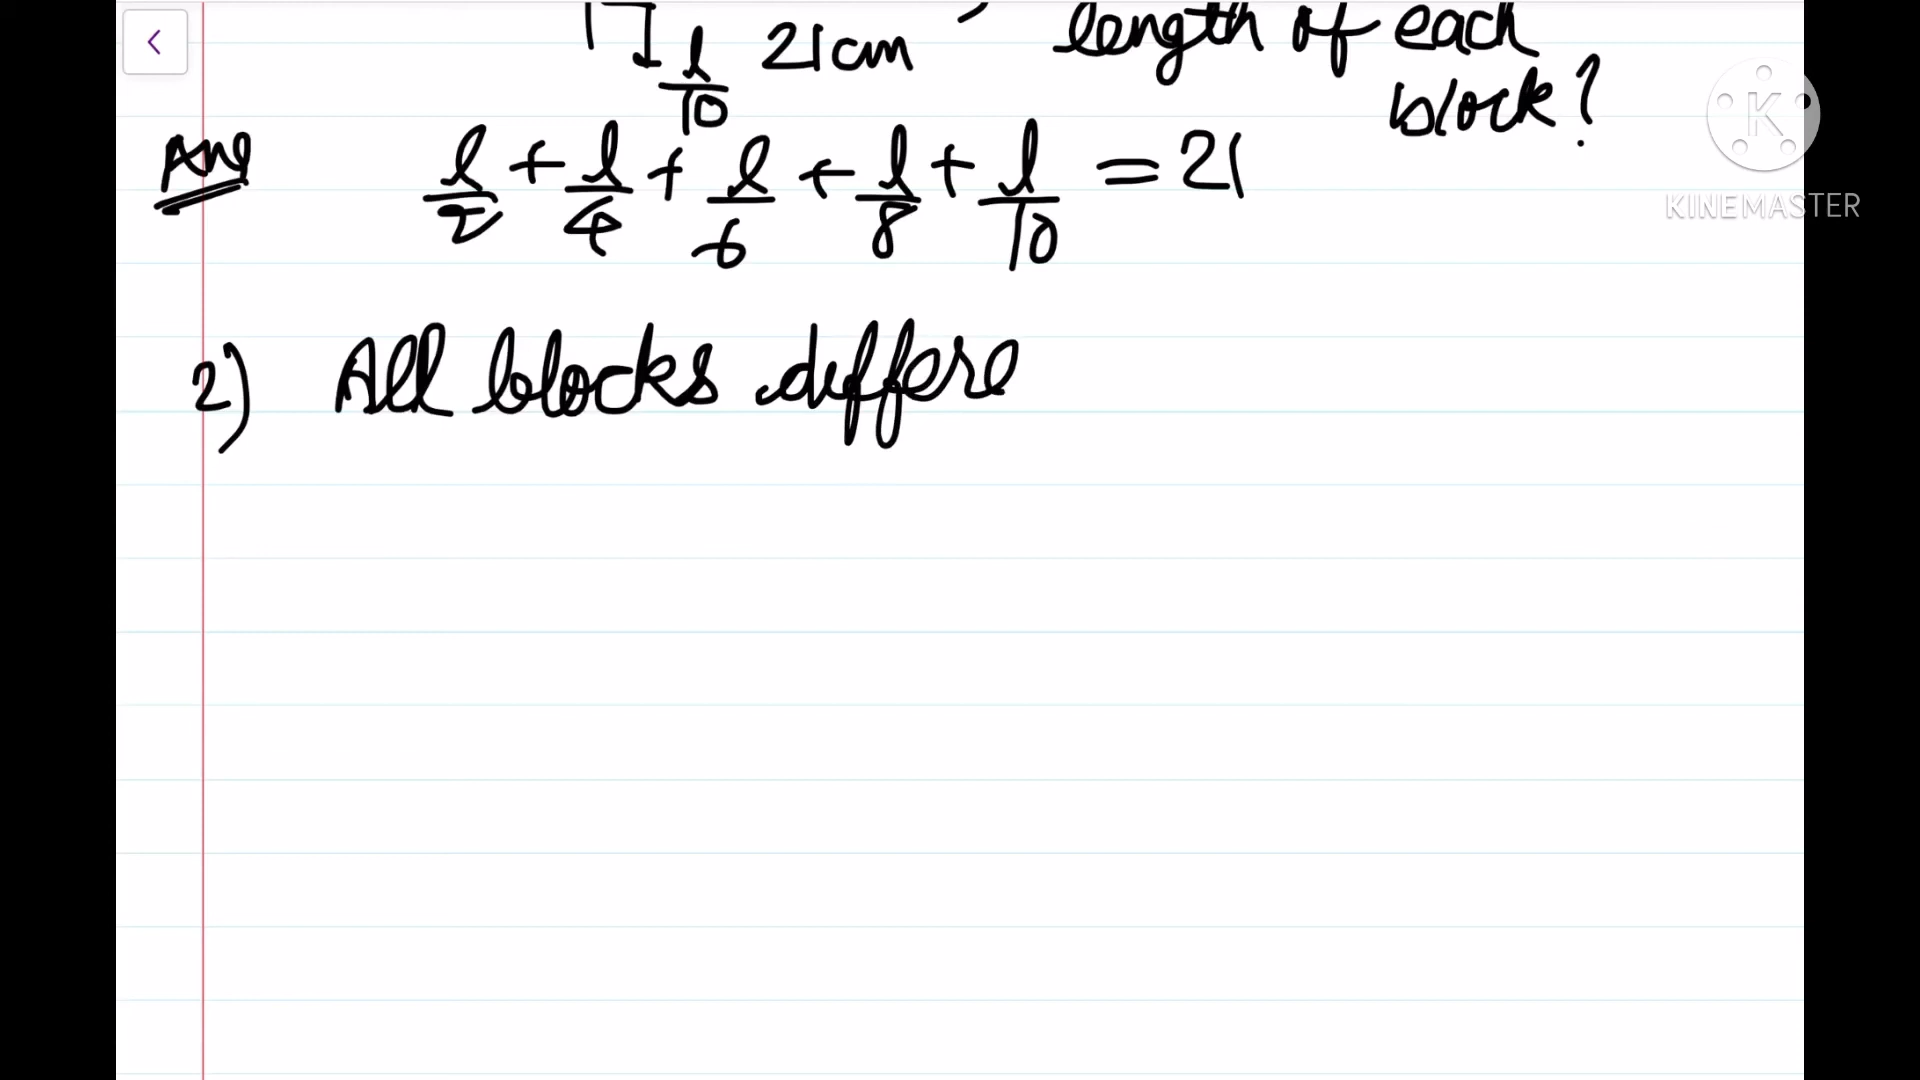 l/10 21cm length of each
block?
Ans l/2 + l/4 + l/6 + l/8 + l/10 = 21
K
KINEMASTER
2) All blocks differe